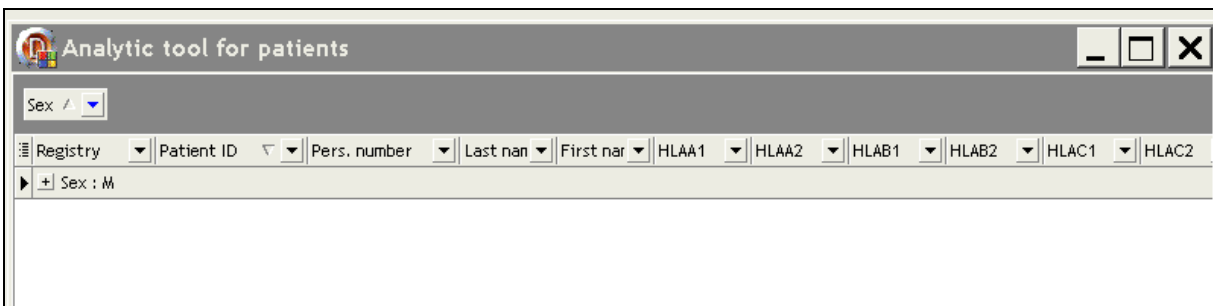 Analytic tool for patients
Sex
Registry Patient ID Pers. number Last nan First nar HLAA1 HLAA2 HLAB1 HLAB2 HLAC1 HLAC2
Sex : M